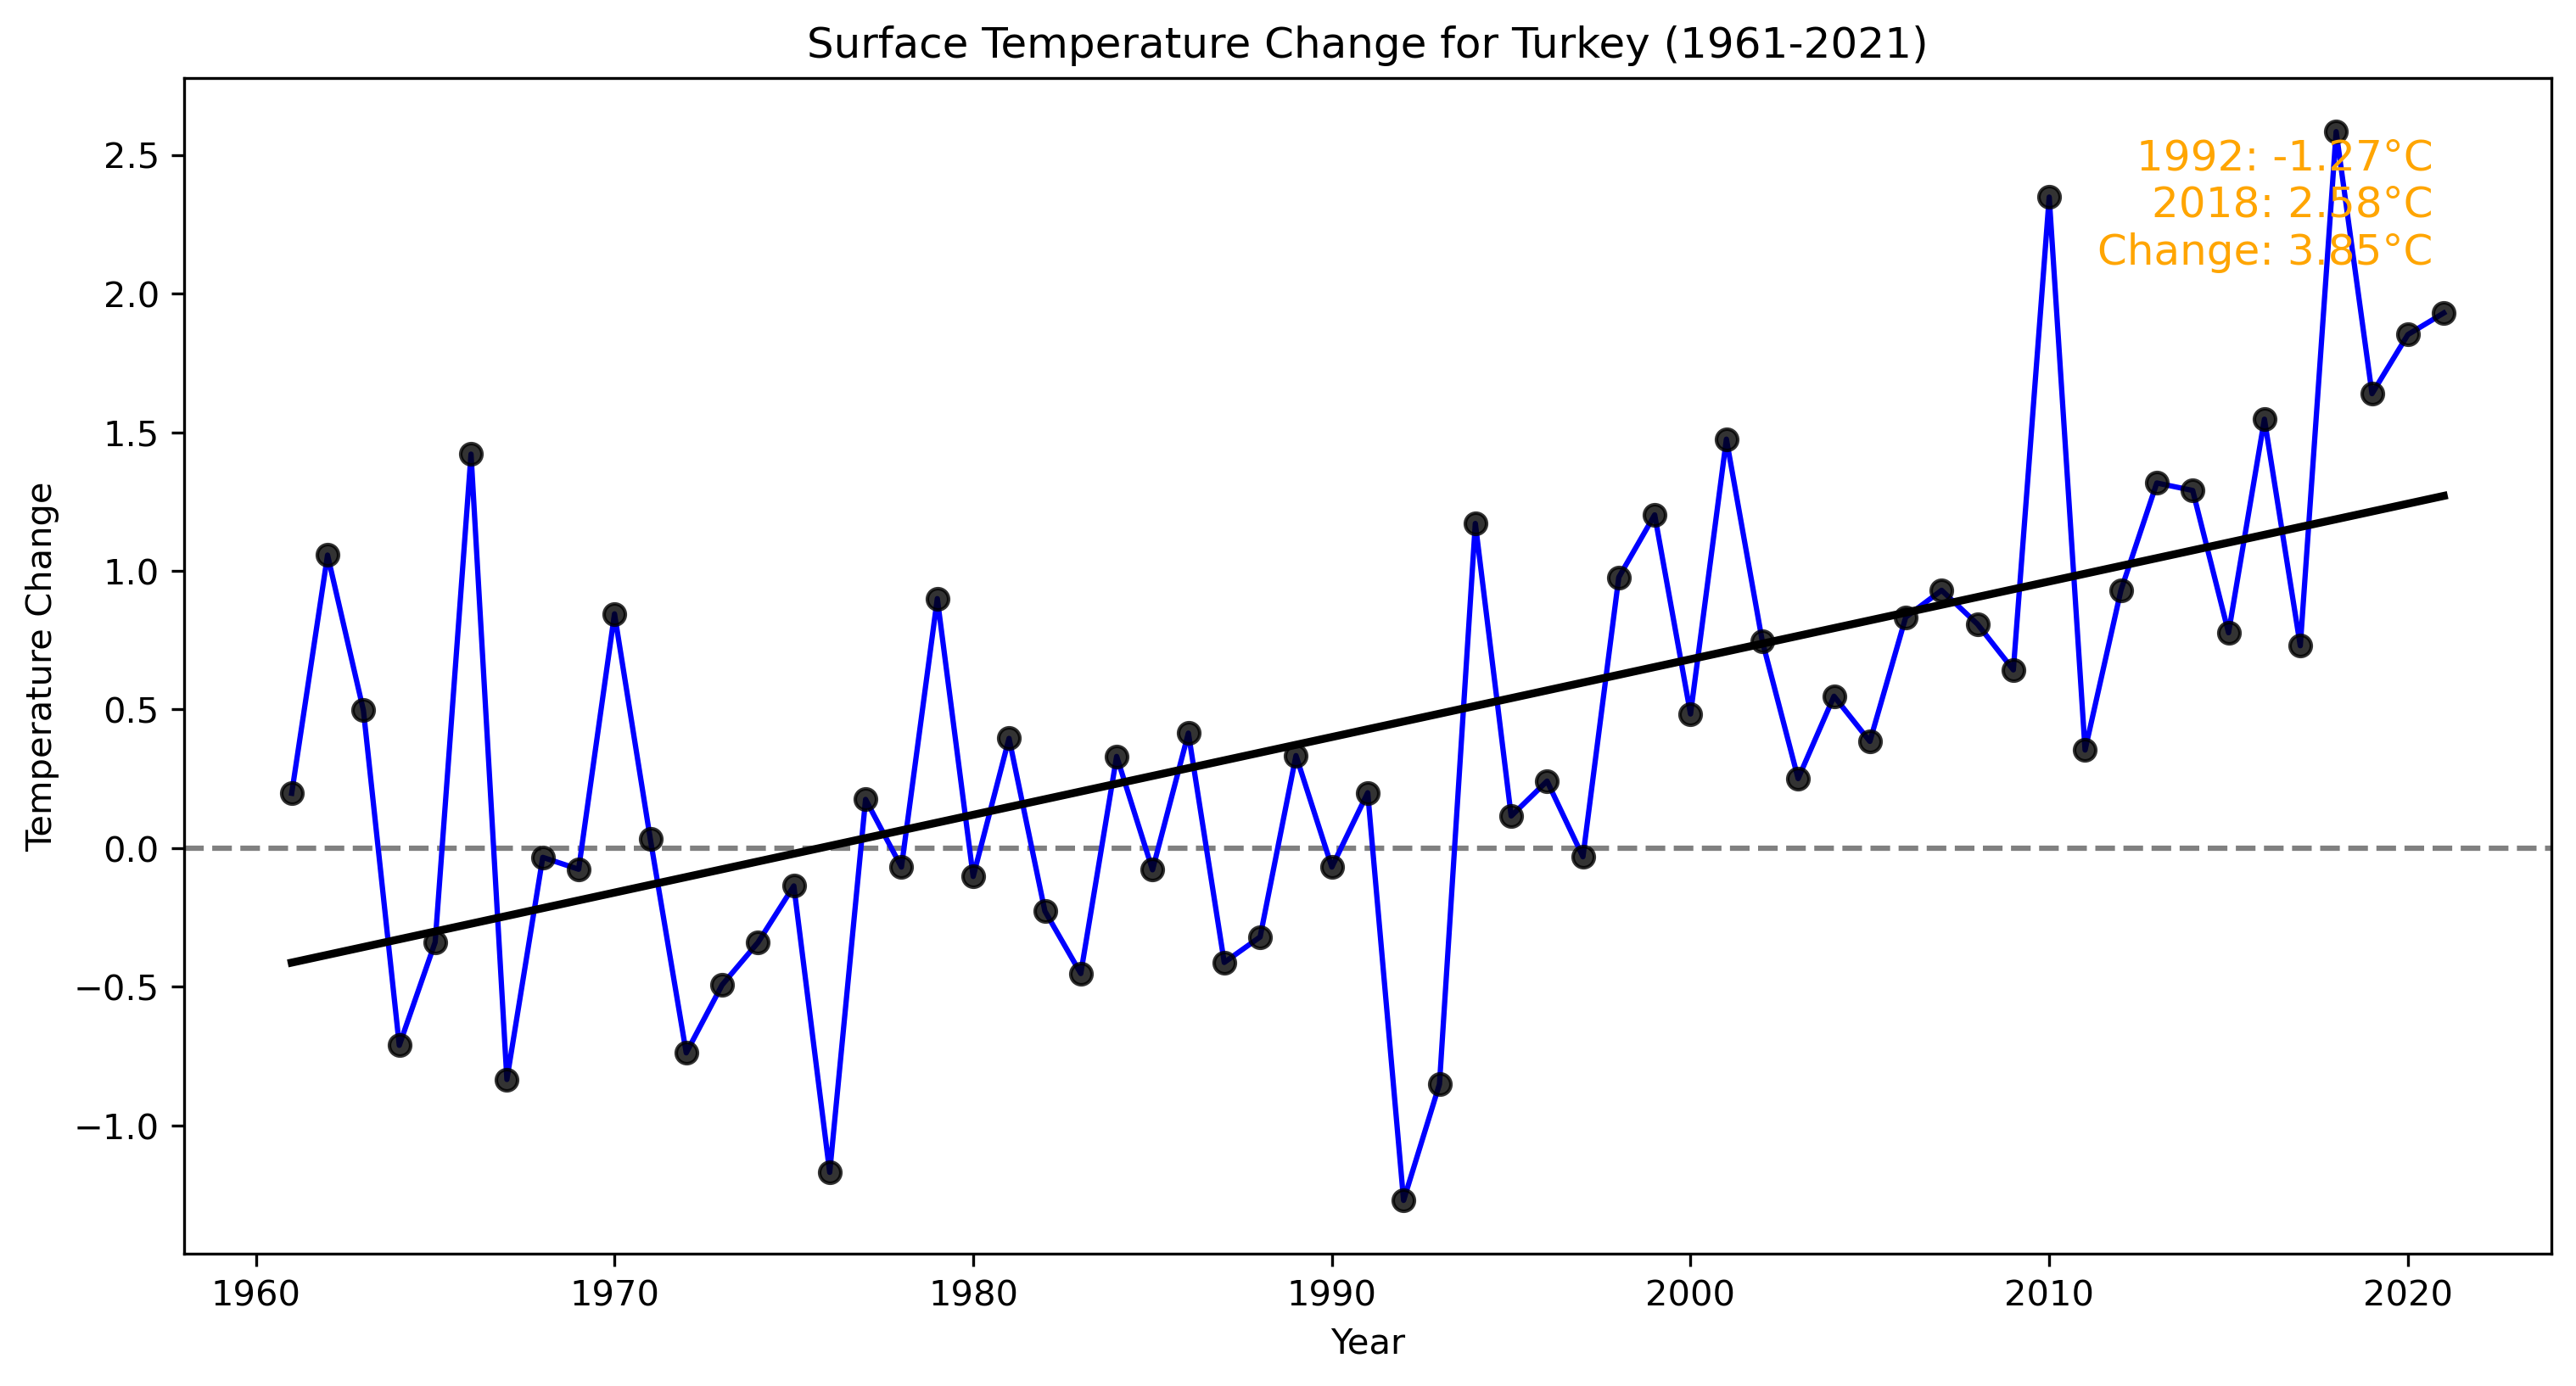 Surface Temperature Change for Turkey (1961-2021)
1992: -1.27°C
2018: 2.58°C
Change: 3.85°C
Temperature Change
2.5
2.0
1.5
1.0
0.5
0.0
−0.5
−1.0
1960 1970 1980 1990 2000 2010 2020
Year